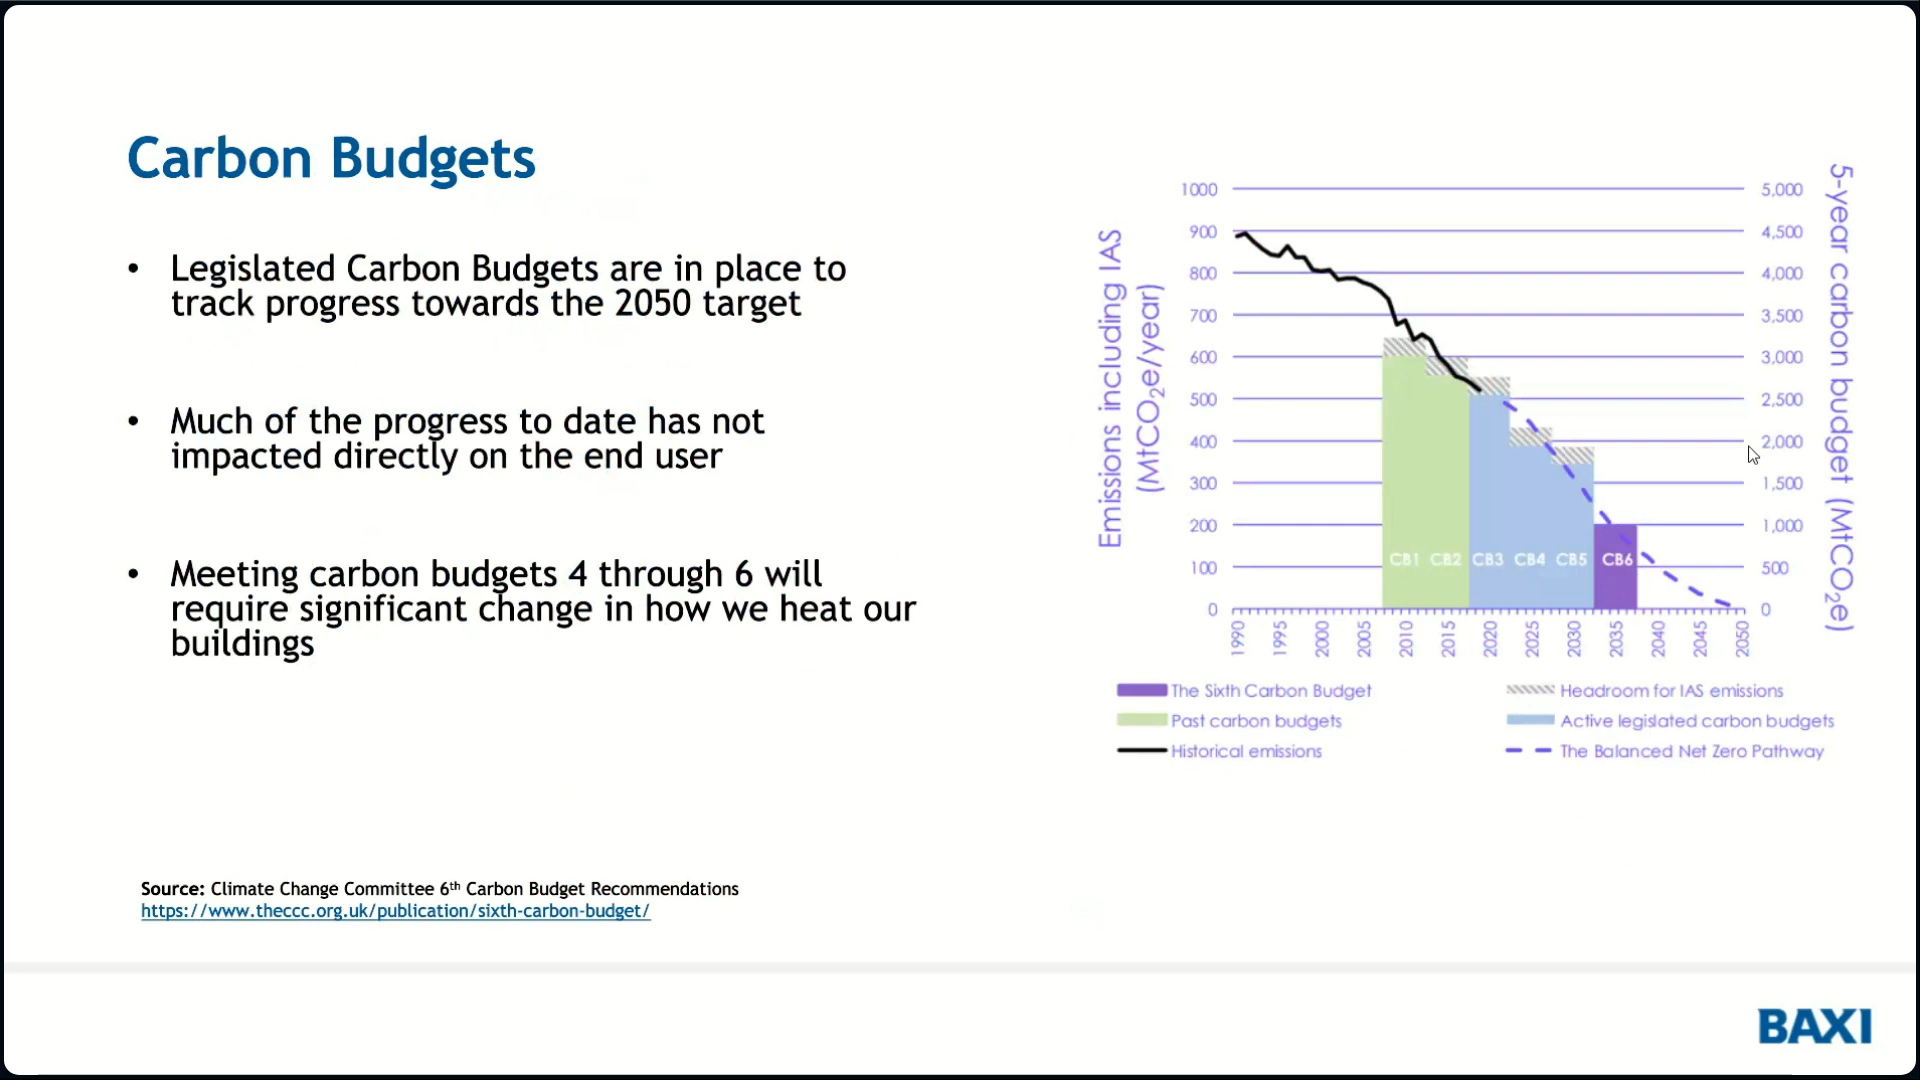 Carbon Budgets
• Legislated Carbon Budgets are in place to
track progress towards the 2050 target
• Much of the progress to date has not
impacted directly on the end user
• Meeting carbon budgets 4 through 6 will
require significant change in how we heat our
buildings
Source: Climate Change Committee 6th Carbon Budget Recommendations
https://www.theccc.org.uk/publication/sixth-carbon-budget/
Emissions including IAS
(MtCO₂e/year)
1000
900
800
700
600
500
400
300
200
100
0
CB1 CB2 CB3 CB4 CB5 CB6
1990 1995 2000 2005 2010 2015 2020 2025 2030 2035 2040 2045 2050
5,000
4,500
4,000
3,500
3,000
2,500
2,000
1,500
1,000
500
0
5-year carbon budget (MtCO₂e)
The Sixth Carbon Budget
Headroom for IAS emissions
Past carbon budgets
Active legislated carbon budgets
Historical emissions
The Balanced Net Zero Pathway
BAXI